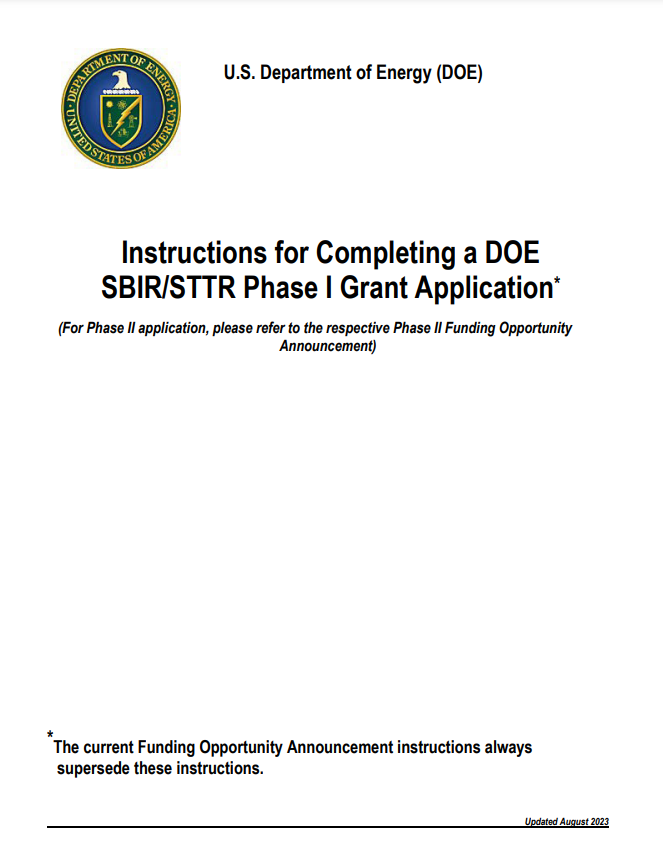 DEPARTMENT OF ENERGY
UNITED STATES OF AMERICA
U.S. Department of Energy (DOE)
Instructions for Completing a DOE
SBIR/STTR Phase I Grant Application*
(For Phase II application, please refer to the respective Phase II Funding Opportunity
Announcement)
*The current Funding Opportunity Announcement instructions always
supersede these instructions.
Updated August 2023